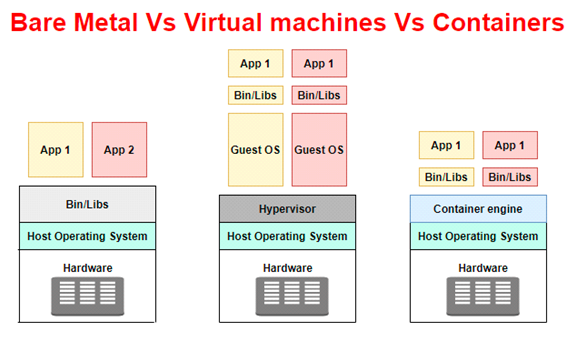 Bare Metal Vs Virtual machines Vs Containers
App 1
App 2
Bin/Libs
Host Operating System
Hardware
App 1
App 1
Bin/Libs
Bin/Libs
Guest OS
Guest OS
Hypervisor
Host Operating System
Hardware
App 1
App 1
Bin/Libs
Bin/Libs
Container engine
Host Operating System
Hardware